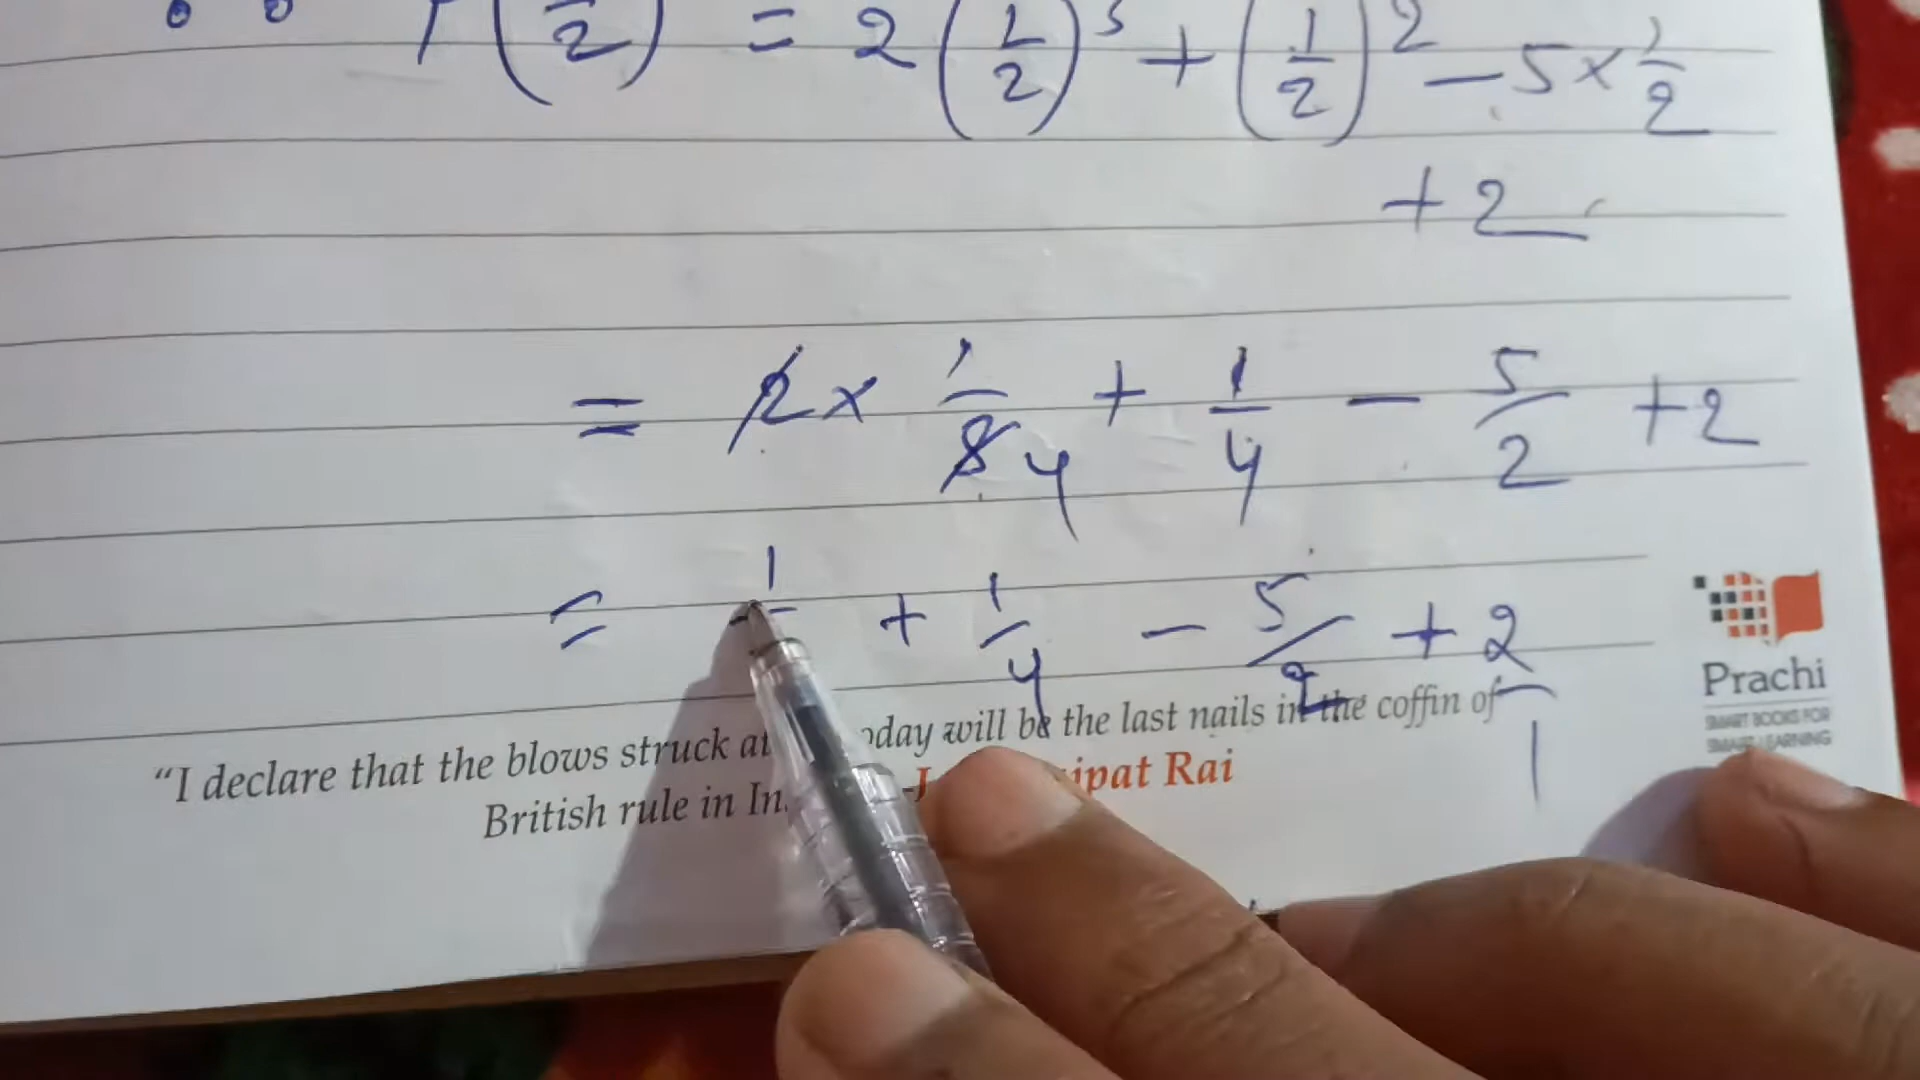 (/2) = 2(1/2)³ + (1/2)² - 5 × 1/2
+ 2
= 2 × 1/8 4 + 1/4 - 5/2 + 2
= 1/ + 1/4 - 5/2 + 2/1
"I declare that the blows struck at today will be the last nails in the coffin of
British rule in In ipat Rai
Prachi
SMART BOOKS FOR
SMART LEARNING